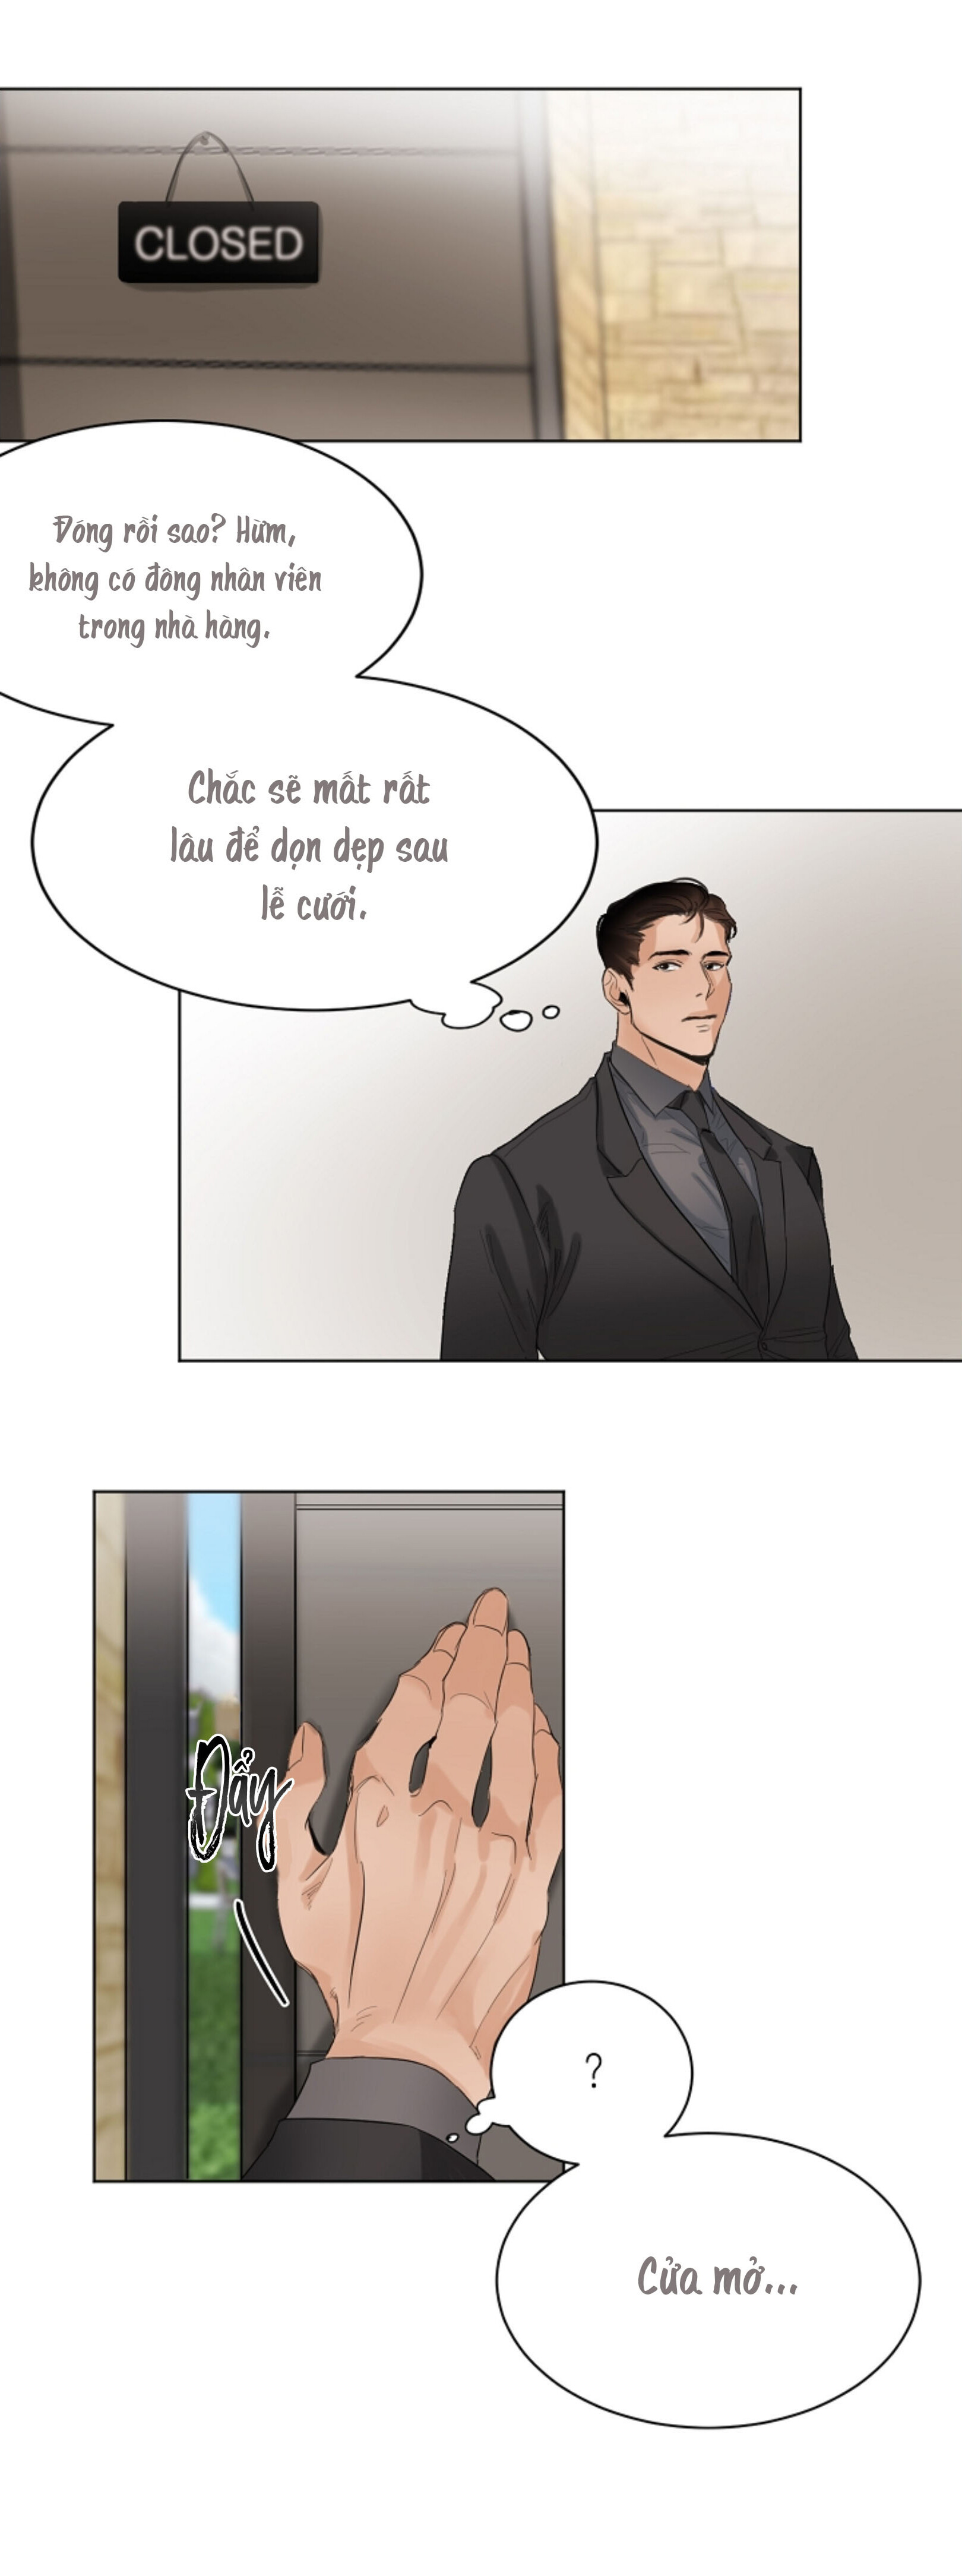 CLOSED
Đóng rồi sao? Hừm,
không có đông nhân viên
trong nhà hàng.
Chắc sẽ mất rất
lâu để dọn dẹp sau
lễ cưới.
Đẩy
?
Cửa mở...